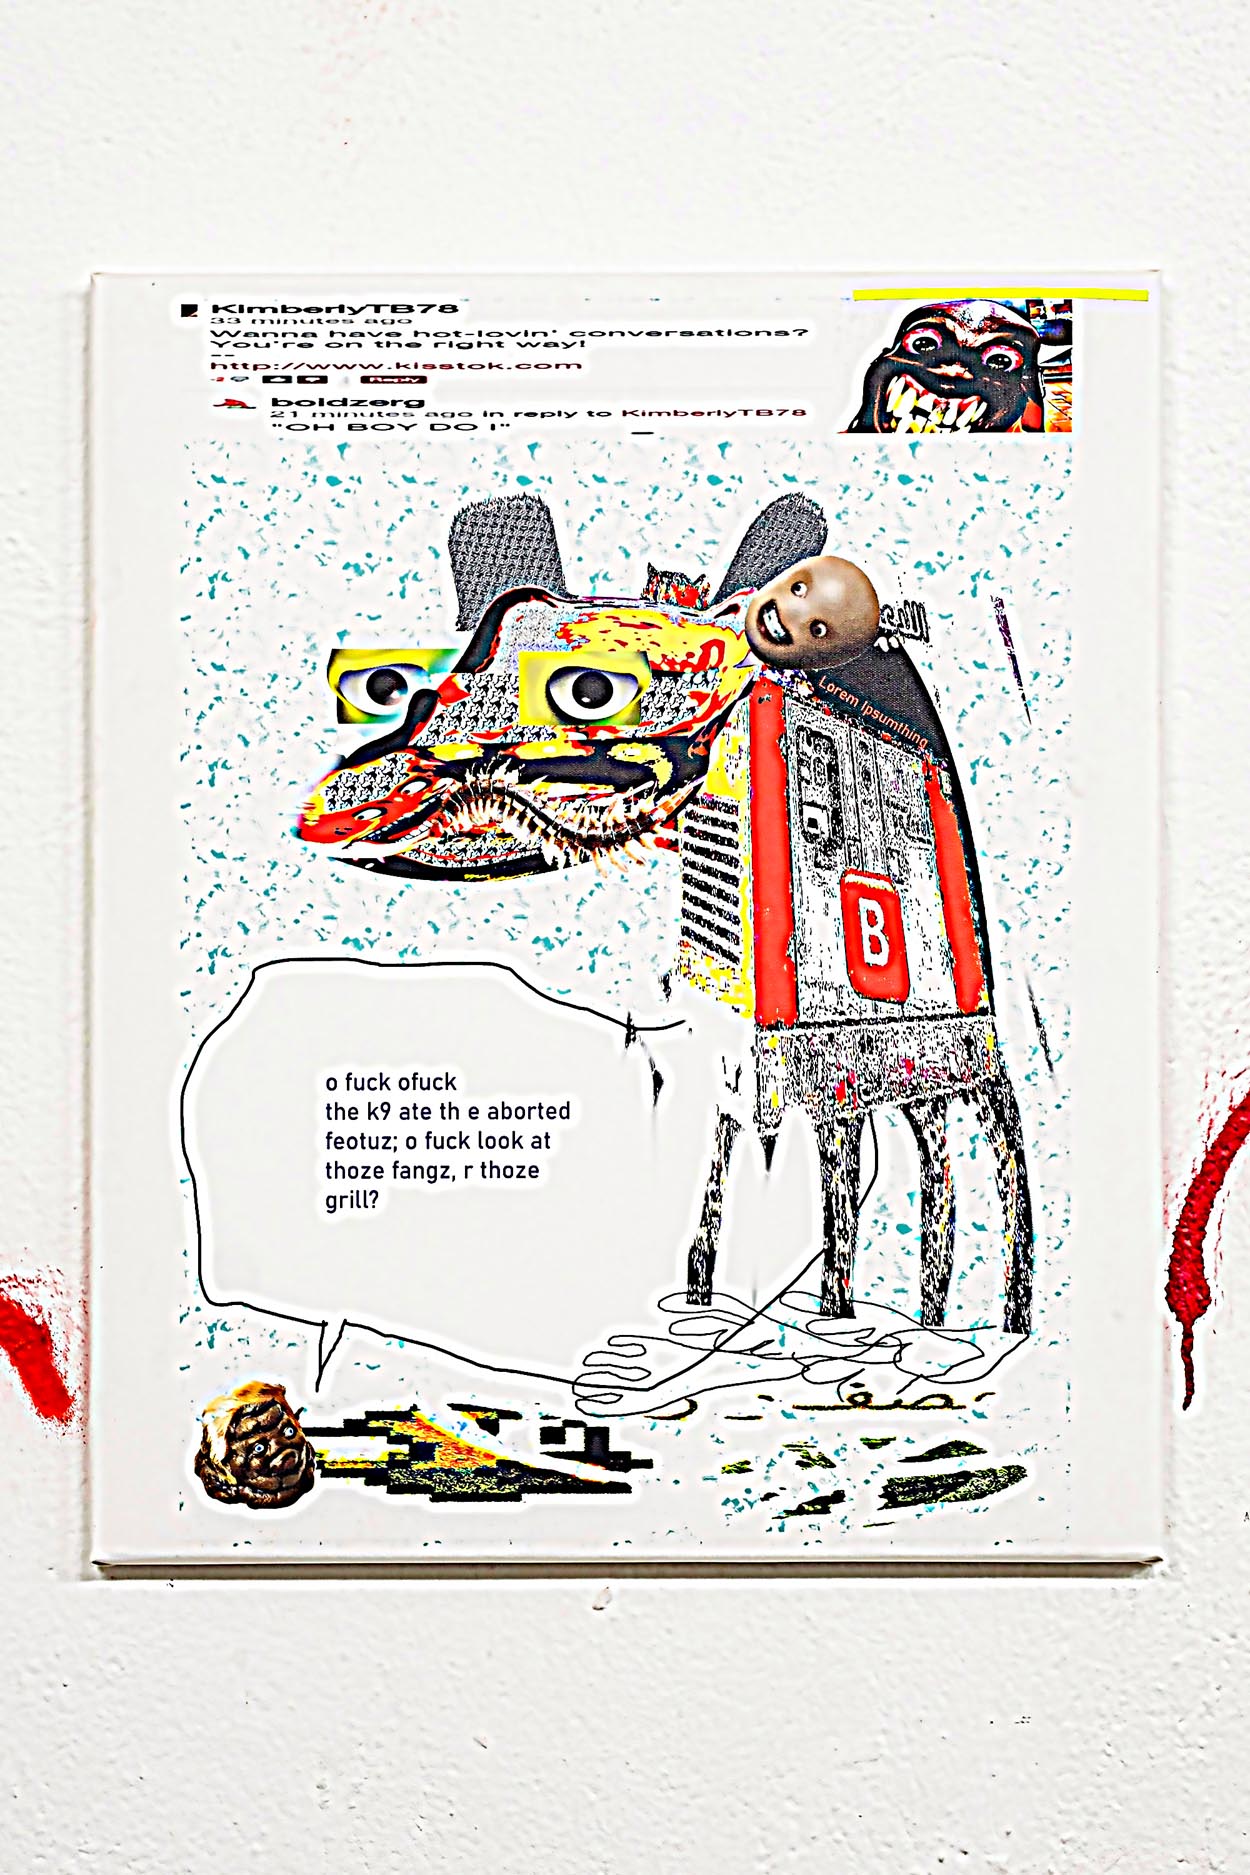 KimberlyTB78
33 minutes ago
Wanna have hot-lovin' conversations?
You're on the right way!
--
http://www.kisstok.com
-2 Reply
boldzerg
21 minutes ago in reply to KimberlyTB78
"OH BOY DO I"
Lorem Ipsumthing
B
o fuck ofuck
the k9 ate th e aborted
feotuz; o fuck look at
thoze fangz, r thoze
grill?